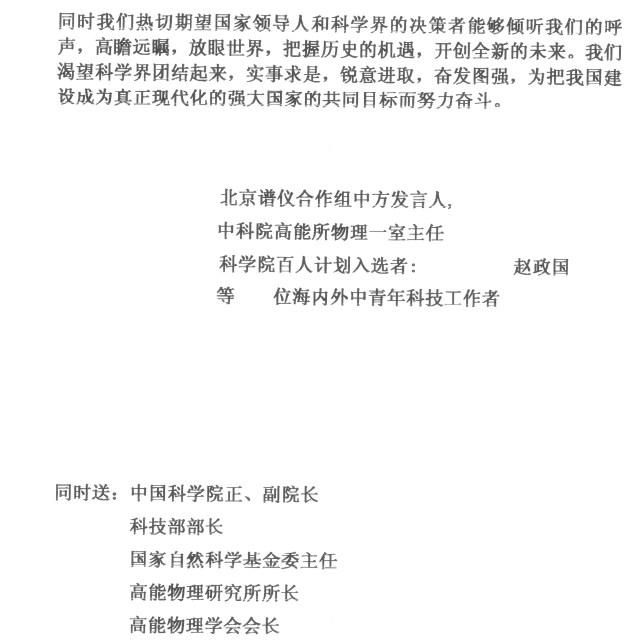 同时我们热切期望国家领导人和科学界的决策者能够倾听我们的呼
声，高瞻远瞩，放眼世界，把握历史的机遇，开创全新的未来。我们
渴望科学界团结起来，实事求是，锐意进取，奋发图强，为把我国建
设成为真正现代化的强大国家的共同目标而努力奋斗。
北京谱仪合作组中方发言人,
中科院高能所物理一室主任
科学院百人计划入选者： 赵政国
等 位海内外中青年科技工作者
同时送：中国科学院正、副院长
科技部部长
国家自然科学基金委主任
高能物理研究所所长
高能物理学会会长